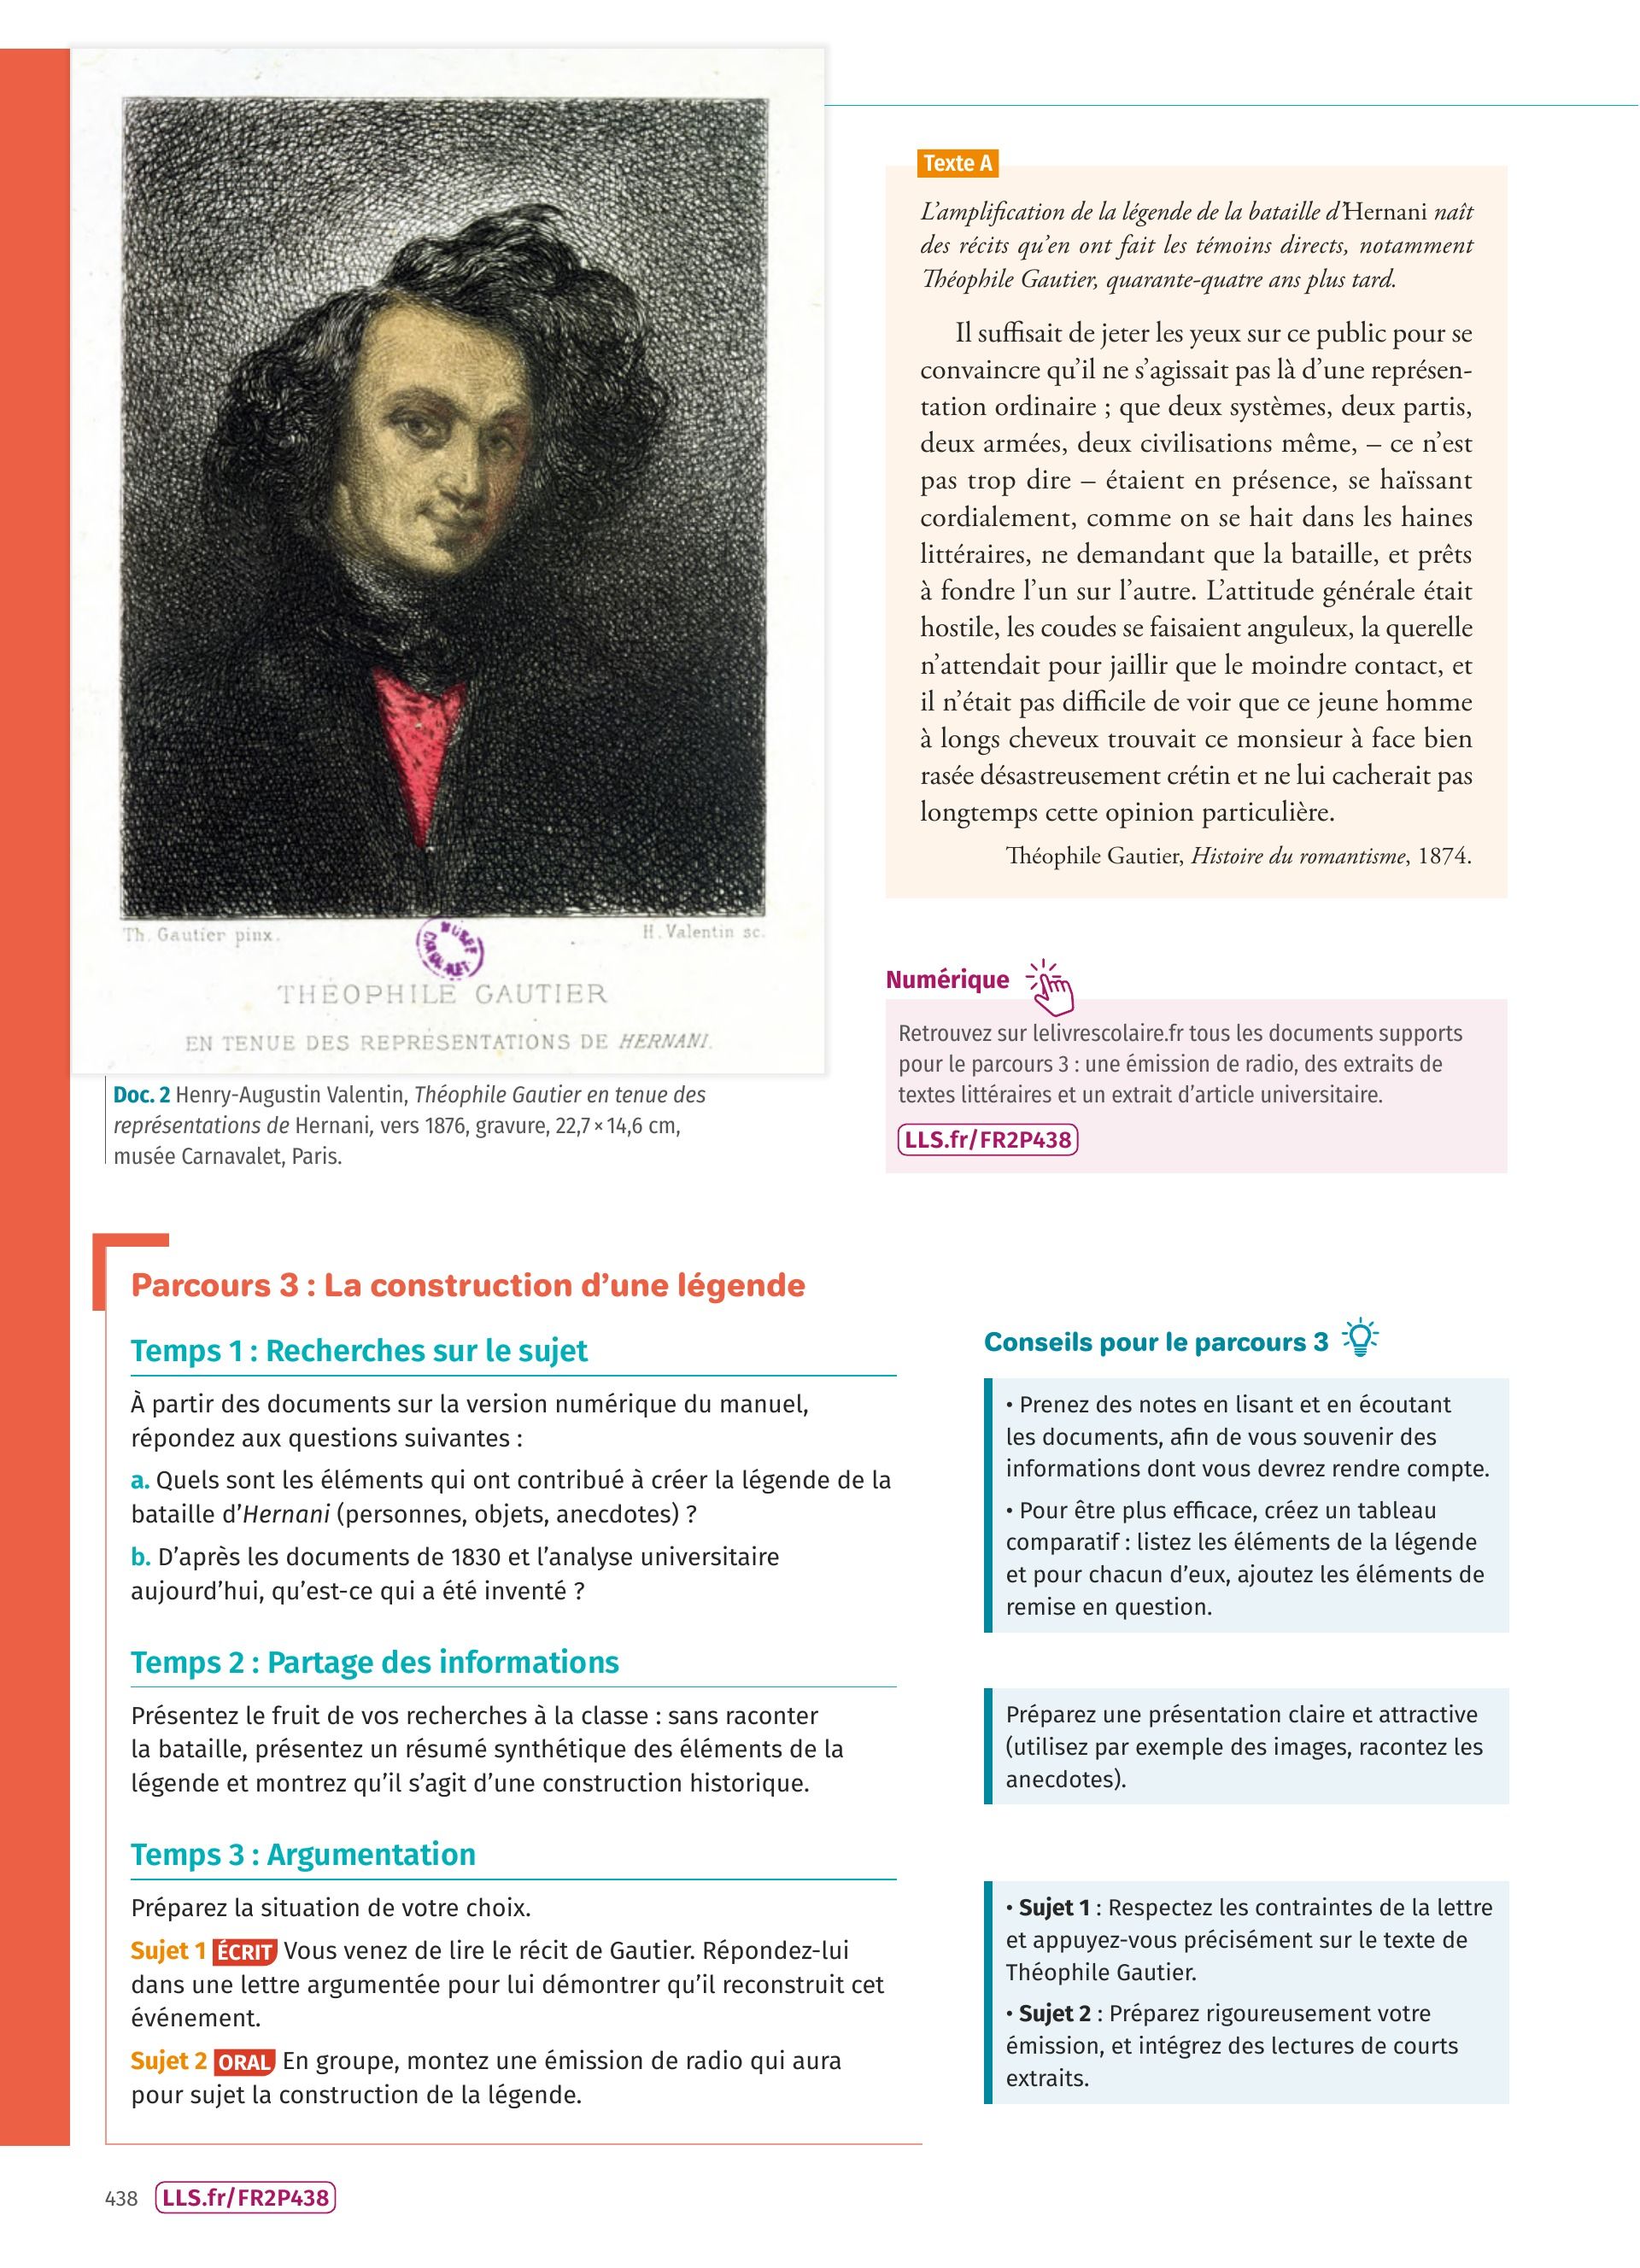 Th. Gautier pinx.
H. Valentin sc.
MUSÉE
THÉOPHILE GAUTIER
EN TENUE DES REPRÉSENTATIONS DE HERNANI.
Doc. 2 Henry-Augustin Valentin, Théophile Gautier en tenue des
représentations de Hernani, vers 1876, gravure, 22,7 × 14,6 cm,
musée Carnavalet, Paris.
Texte A
L’amplification de la légende de la bataille d’Hernani naît
des récits qu’en ont fait les témoins directs, notamment
Théophile Gautier, quarante-quatre ans plus tard.
Il suffisait de jeter les yeux sur ce public pour se
convaincre qu’il ne s’agissait pas là d’une représen-
tation ordinaire ; que deux systèmes, deux partis,
deux armées, deux civilisations même, – ce n’est
pas trop dire – étaient en présence, se haïssant
cordialement, comme on se hait dans les haines
littéraires, ne demandant que la bataille, et prêts
à fondre l’un sur l’autre. L’attitude générale était
hostile, les coudes se faisaient anguleux, la querelle
n’attendait pour jaillir que le moindre contact, et
il n’était pas difficile de voir que ce jeune homme
à longs cheveux trouvait ce monsieur à face bien
rasée désastreusement crétin et ne lui cacherait pas
longtemps cette opinion particulière.
Théophile Gautier, Histoire du romantisme, 1874.
Numérique
Retrouvez sur lelivrescolaire.fr tous les documents supports
pour le parcours 3 : une émission de radio, des extraits de
textes littéraires et un extrait d’article universitaire.
LLS.fr/FR2P438
Parcours 3 : La construction d’une légende
Temps 1 : Recherches sur le sujet
À partir des documents sur la version numérique du manuel,
répondez aux questions suivantes :
a. Quels sont les éléments qui ont contribué à créer la légende de la
bataille d’Hernani (personnes, objets, anecdotes) ?
b. D’après les documents de 1830 et l’analyse universitaire
aujourd’hui, qu’est-ce qui a été inventé ?
Conseils pour le parcours 3
• Prenez des notes en lisant et en écoutant
les documents, afin de vous souvenir des
informations dont vous devrez rendre compte.
• Pour être plus efficace, créez un tableau
comparatif : listez les éléments de la légende
et pour chacun d’eux, ajoutez les éléments de
remise en question.
Temps 2 : Partage des informations
Présentez le fruit de vos recherches à la classe : sans raconter
la bataille, présentez un résumé synthétique des éléments de la
légende et montrez qu’il s’agit d’une construction historique.
Préparez une présentation claire et attractive
(utilisez par exemple des images, racontez les
anecdotes).
Temps 3 : Argumentation
Préparez la situation de votre choix.
Sujet 1 ÉCRIT Vous venez de lire le récit de Gautier. Répondez-lui
dans une lettre argumentée pour lui démontrer qu’il reconstruit cet
événement.
Sujet 2 ORAL En groupe, montez une émission de radio qui aura
pour sujet la construction de la légende.
• Sujet 1 : Respectez les contraintes de la lettre
et appuyez-vous précisément sur le texte de
Théophile Gautier.
• Sujet 2 : Préparez rigoureusement votre
émission, et intégrez des lectures de courts
extraits.
438 LLS.fr/FR2P438